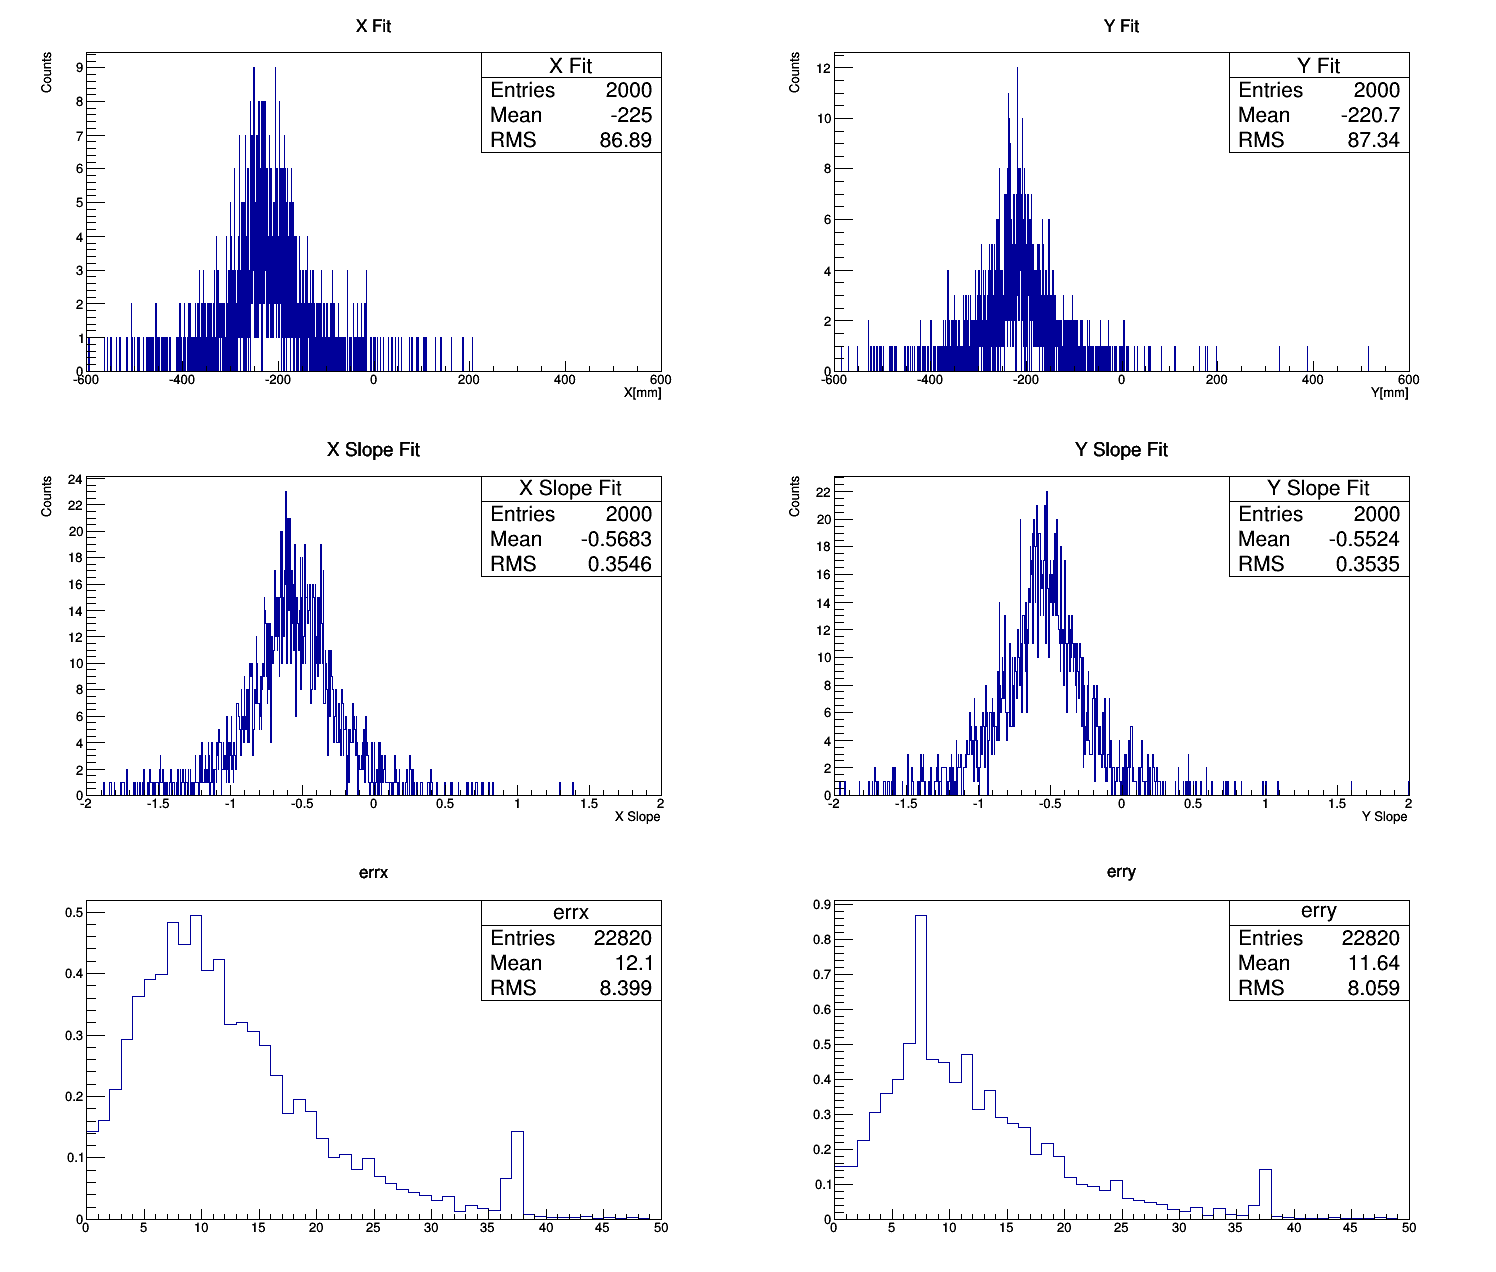 X Fit
Counts
9
8
7
6
5
4
3
2
1
0
-600 -400 -200 0 200 400 600
X[mm]
X Fit
Entries 2000
Mean -225
RMS 86.89
Y Fit
Counts
12
10
8
6
4
2
0
-600 -400 -200 0 200 400 600
Y[mm]
Y Fit
Entries 2000
Mean -220.7
RMS 87.34
X Slope Fit
Counts
24
22
20
18
16
14
12
10
8
6
4
2
0
-2 -1.5 -1 -0.5 0 0.5 1 1.5 2
X Slope
X Slope Fit
Entries 2000
Mean -0.5683
RMS 0.3546
Y Slope Fit
Counts
22
20
18
16
14
12
10
8
6
4
2
0
-2 -1.5 -1 -0.5 0 0.5 1 1.5 2
Y Slope
Y Slope Fit
Entries 2000
Mean -0.5524
RMS 0.3535
errx
0.5
0.4
0.3
0.2
0.1
0
0 5 10 15 20 25 30 35 40 45 50
errx
Entries 22820
Mean 12.1
RMS 8.399
erry
0.9
0.8
0.7
0.6
0.5
0.4
0.3
0.2
0.1
0
0 5 10 15 20 25 30 35 40 45 50
erry
Entries 22820
Mean 11.64
RMS 8.059